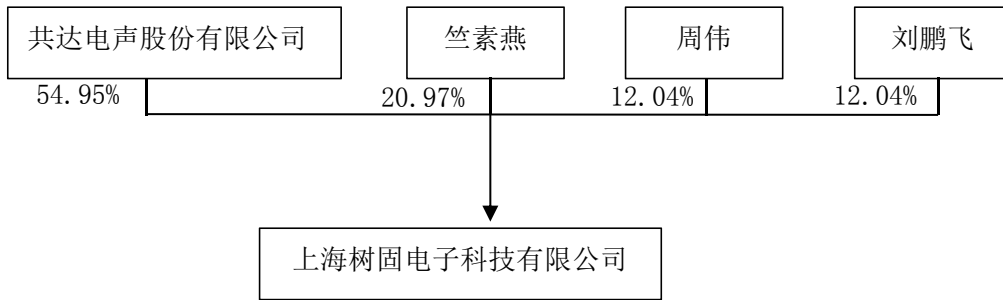 共达电声股份有限公司
竺素燕
周伟
刘鹏飞
54.95%
20.97%
12.04%
12.04%
上海树固电子科技有限公司